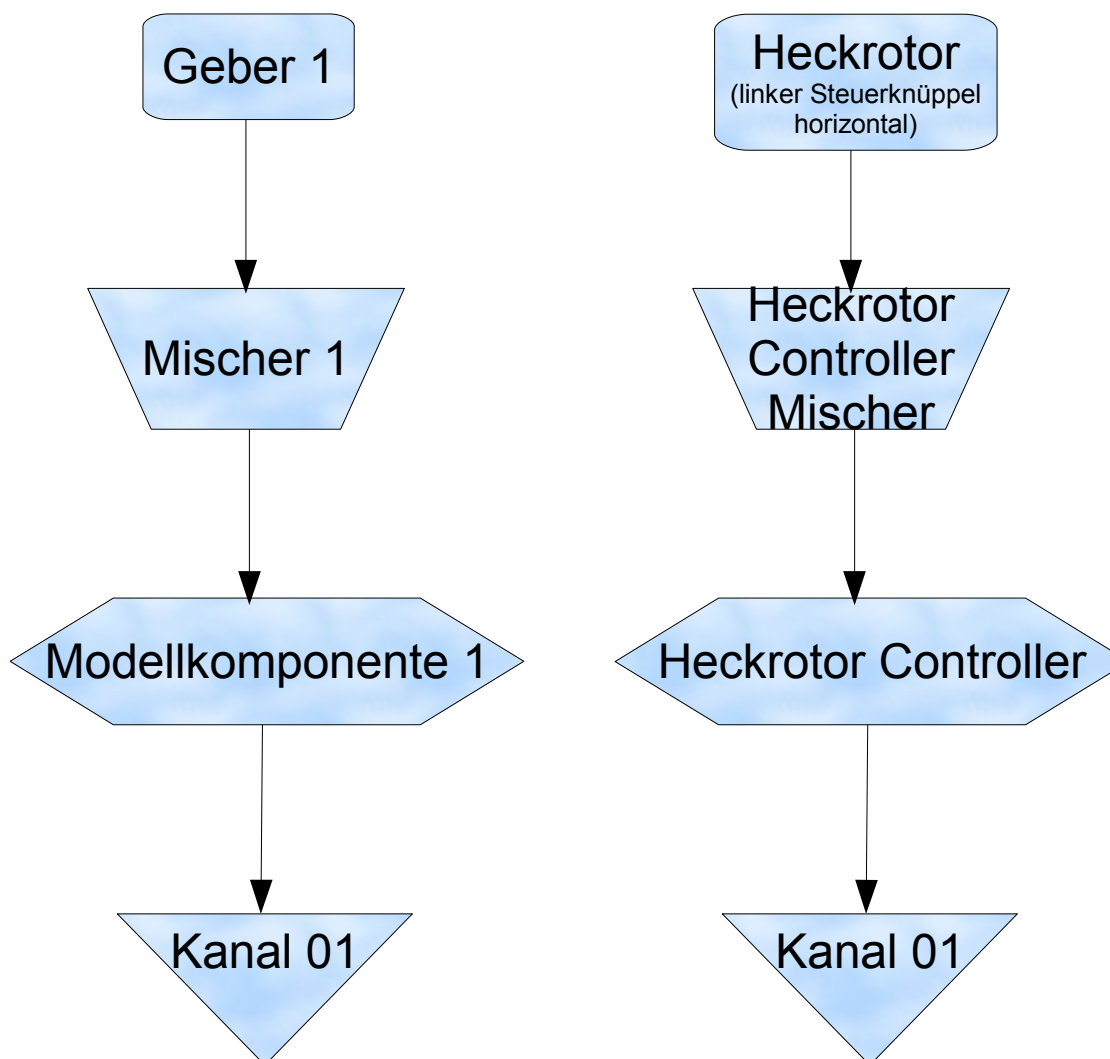 Geber 1
Mischer 1
Modellkomponente 1
Kanal 01
Heckrotor
(linker Steuerknüppel
horizontal)
Heckrotor
Controller
Mischer
Heckrotor Controller
Kanal 01